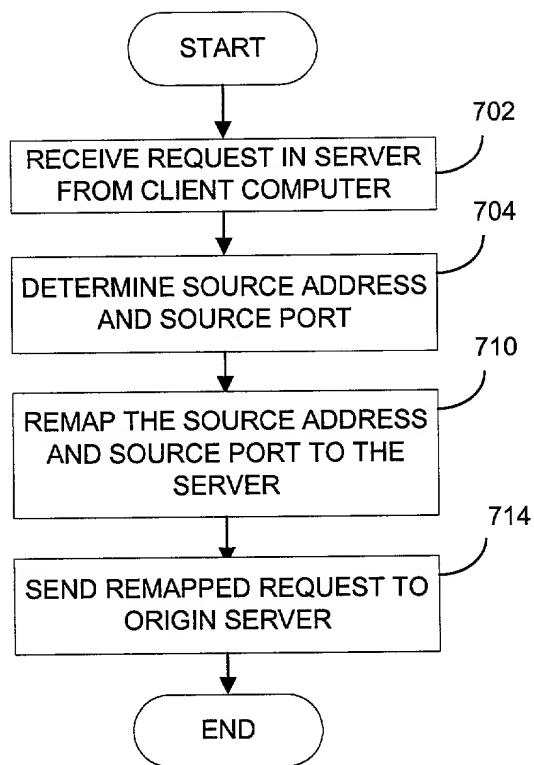 START
702
RECEIVE REQUEST IN SERVER
FROM CLIENT COMPUTER
704
DETERMINE SOURCE ADDRESS
AND SOURCE PORT
710
REMAP THE SOURCE ADDRESS
AND SOURCE PORT TO THE
SERVER
714
SEND REMAPPED REQUEST TO
ORIGIN SERVER
END